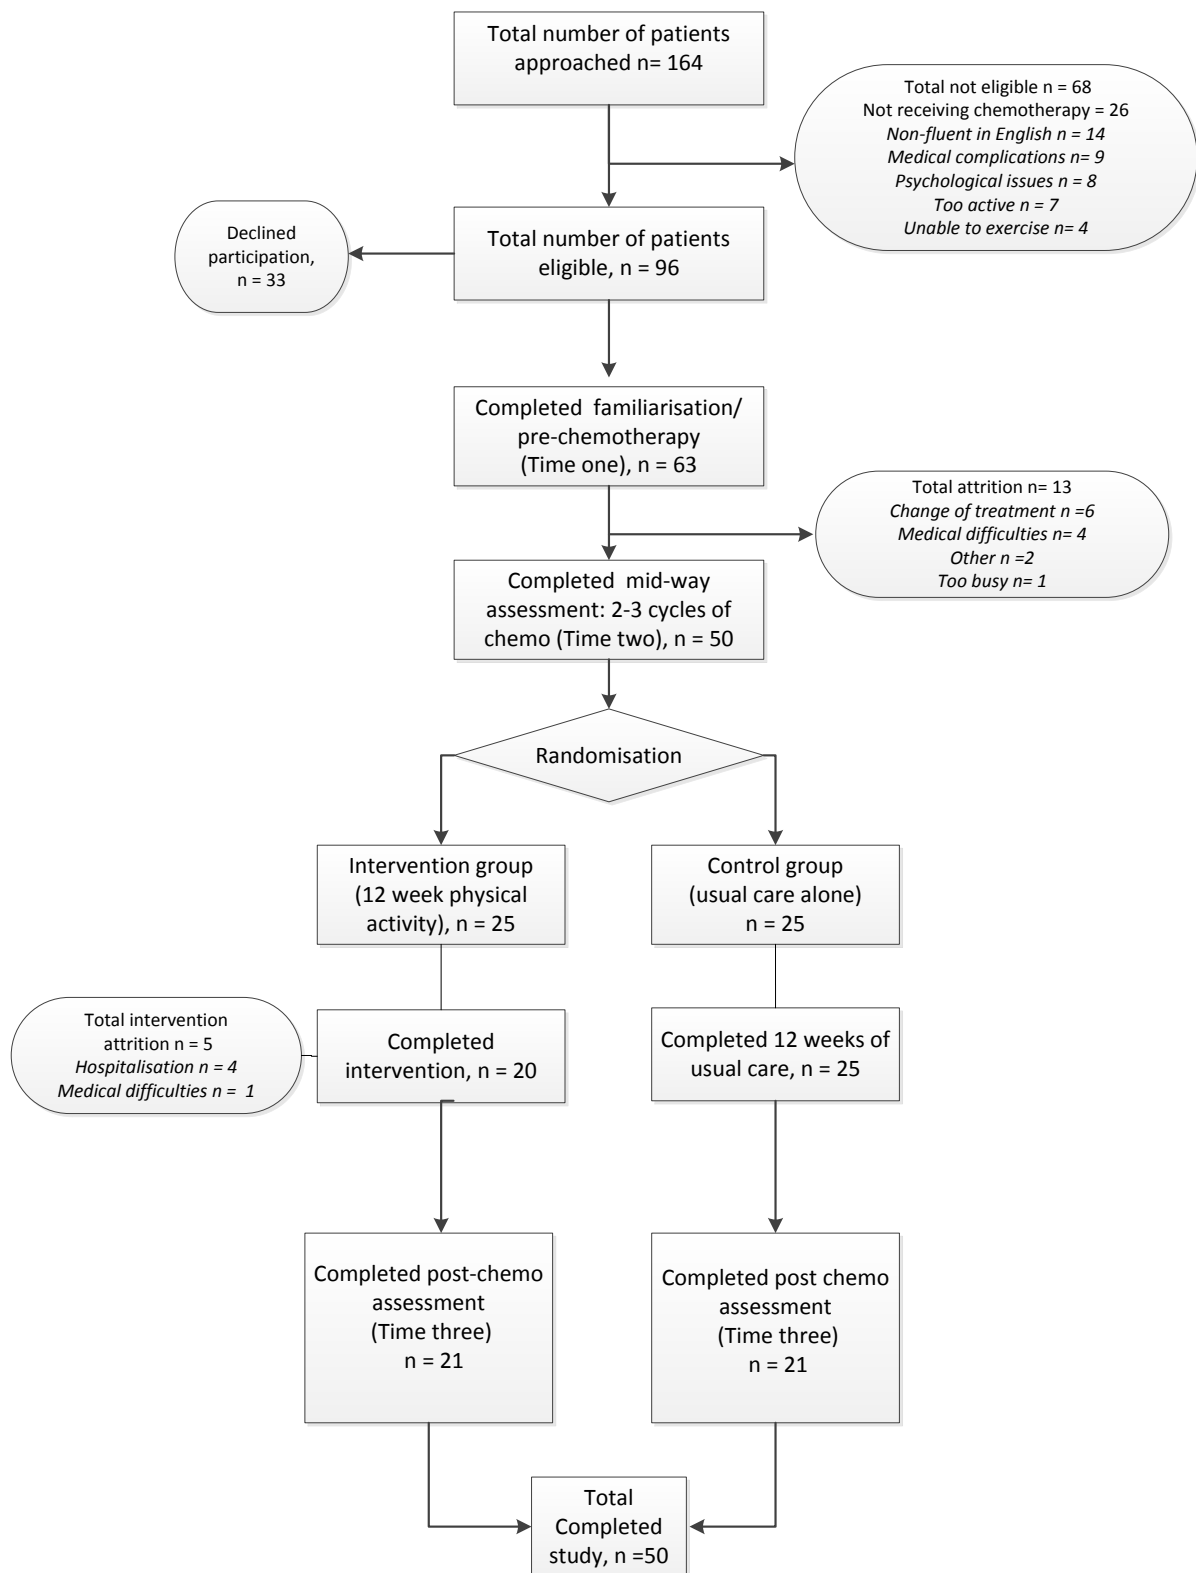 Total number of patients
approached n= 164
Total not eligible n = 68
Not receiving chemotherapy = 26
Non-fluent in English n = 14
Medical complications n= 9
Psychological issues n = 8
Too active n = 7
Unable to exercise n= 4
Declined
participation,
n = 33
Total number of patients
eligible, n = 96
Completed familiarisation/
pre-chemotherapy
(Time one), n = 63
Total attrition n= 13
Change of treatment n =6
Medical difficulties n= 4
Other n =2
Too busy n= 1
Completed mid-way
assessment: 2-3 cycles of
chemo (Time two), n = 50
Randomisation
Intervention group
(12 week physical
activity), n = 25
Control group
(usual care alone)
n = 25
Total intervention
attrition n = 5
Hospitalisation n = 4
Medical difficulties n = 1
Completed
intervention, n = 20
Completed 12 weeks of
usual care, n = 25
Completed post-chemo
assessment
(Time three)
n = 21
Completed post chemo
assessment
(Time three)
n = 21
Total
Completed
study, n =50